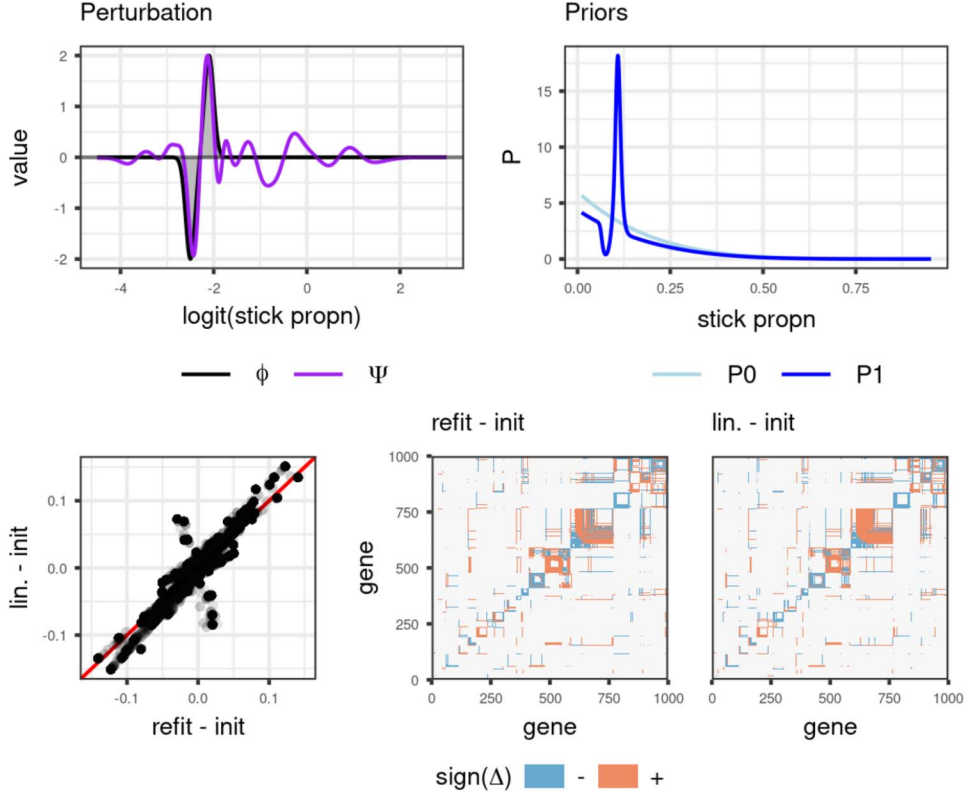 Perturbation
Priors
value
2
1
0
-1
-2
-4
-2
0
2
logit(stick propn)
P
15
10
5
0
0.00
0.25
0.50
0.75
stick propn
ϕ
Ψ
P0
P1
refit - init
lin. - init
lin. - init
0.1
0.0
-0.1
-0.1
0.0
0.1
refit - init
gene
1000
750
500
250
0
0
250
500
750
1000
gene
0
250
500
750
1000
gene
sign(Δ)
-
+